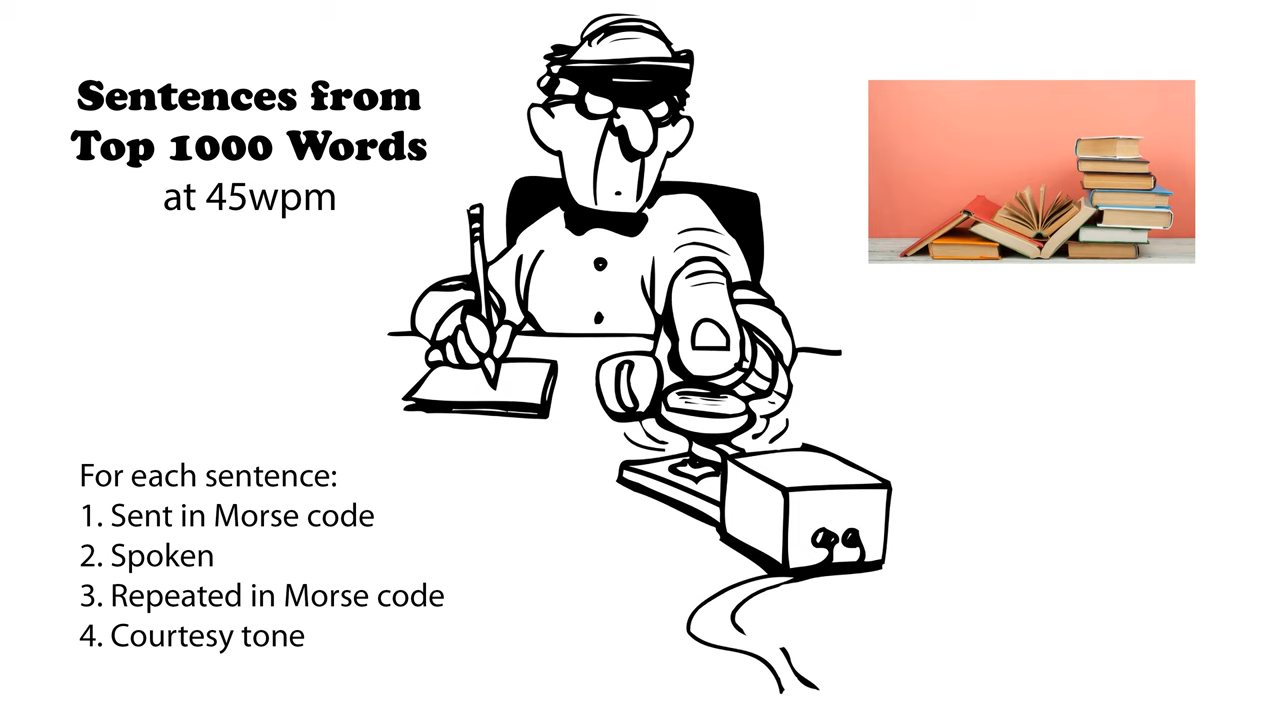 Sentences from
Top 1000 Words
at 45wpm
For each sentence:
1. Sent in Morse code
2. Spoken
3. Repeated in Morse code
4. Courtesy tone